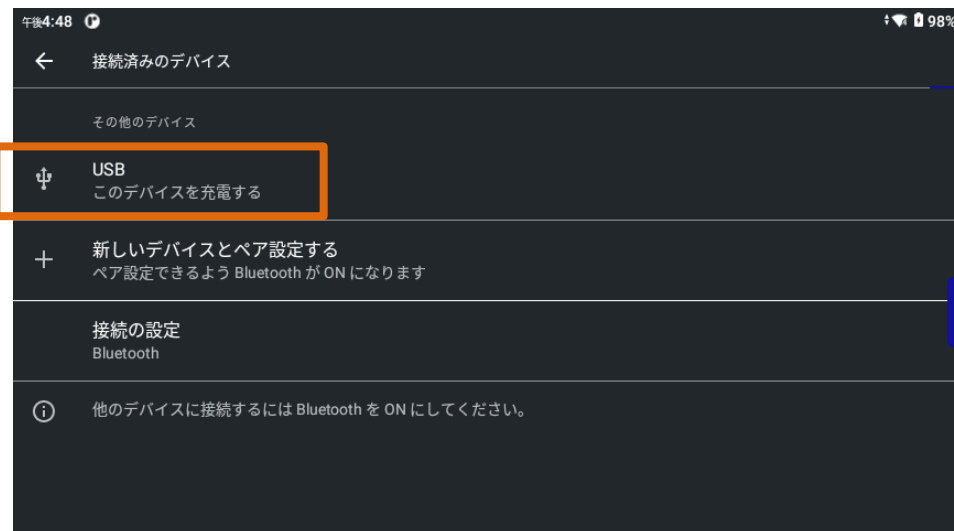 午後4:48
98%
接続済みのデバイス
その他のデバイス
USB
このデバイスを充電する
新しいデバイスとペア設定する
ペア設定できるよう Bluetooth が ON になります
接続の設定
Bluetooth
他のデバイスに接続するには Bluetooth を ON にしてください。